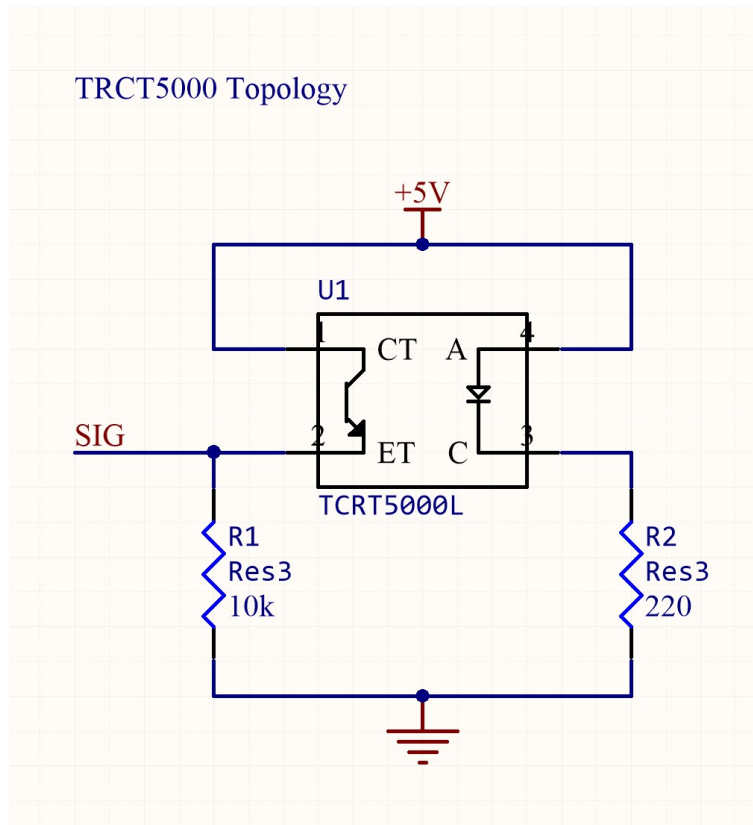 TRCT5000 Topology
+5V
U1
1
4
CT A
SIG
2
3
ET C
TCRT5000L
R1
Res3
10k
R2
Res3
220